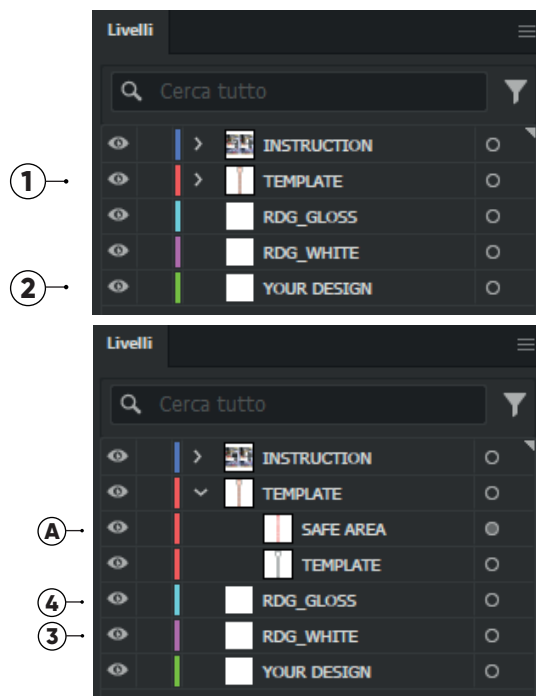 Livelli
Cerca tutto
INSTRUCTION
1 TEMPLATE
RDG_GLOSS
RDG_WHITE
2 YOUR DESIGN
Livelli
Cerca tutto
INSTRUCTION
TEMPLATE
A SAFE AREA
TEMPLATE
4 RDG_GLOSS
3 RDG_WHITE
YOUR DESIGN